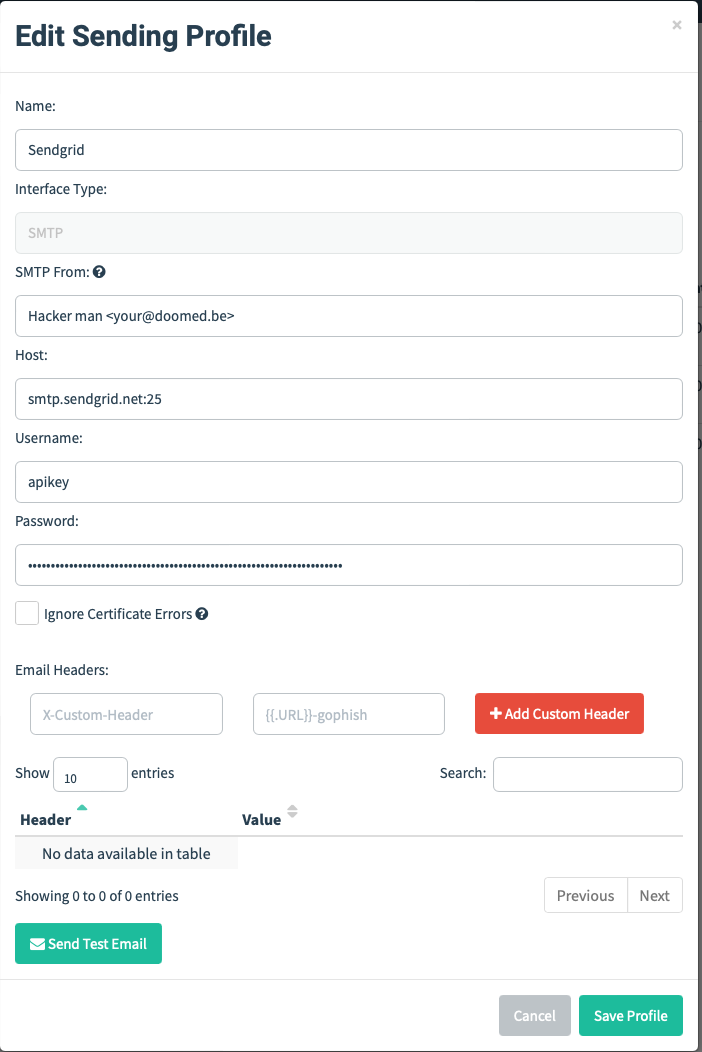 Edit Sending Profile
×
Name:
Sendgrid
Interface Type:
SMTP
SMTP From:
Hacker man <your@doomed.be>
Host:
smtp.sendgrid.net:25
Username:
apikey
Password:
Ignore Certificate Errors
Email Headers:
X-Custom-Header {{.URL}}-gophish + Add Custom Header
Show 10 entries Search:
Header Value
No data available in table
Showing 0 to 0 of 0 entries Previous Next
Send Test Email
Cancel Save Profile